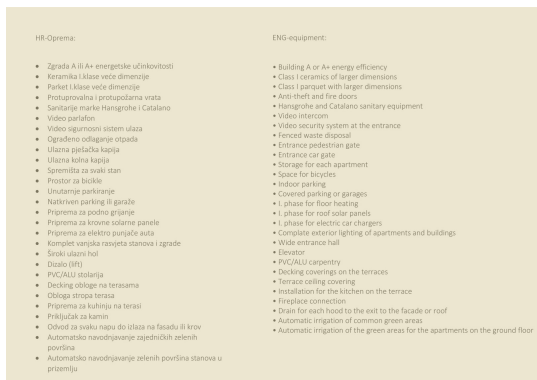 HR-Oprema:
● Zgrada A ili A+ energetske učinkovitosti
● Keramika I.klase veće dimenzije
● Parket I.klase veće dimenzije
● Protuprovalna i protupožarna vrata
● Sanitarije marke Hansgrohe i Catalano
● Video parlafon
● Video sigurnosni sistem ulaza
● Ograđeno odlaganje otpada
● Ulazna pješačka kapija
● Ulazna kolna kapija
● Spremišta za svaki stan
● Prostor za bicikle
● Unutarnje parkiranje
● Natkriven parking ili garaže
● Priprema za podno grijanje
● Priprema za krovne solarne panele
● Priprema za elektro punjače auta
● Komplet vanjska rasvjeta stanova i zgrade
● Široki ulazni hol
● Dizalo (lift)
● PVC/ALU stolarija
● Decking obloge na terasama
● Obloga stropa terasa
● Priprema za kuhinju na terasi
● Priključak za kamin
● Odvod za svaku napu do izlaza na fasadu ili krov
● Automatsko navodnjavanje zajedničkih zelenih
površina
● Automatsko navodnjavanje zelenih površina stanova u
prizemlju
ENG-equipment:
• Building A or A+ energy efficiency
• Class I ceramics of larger dimensions
• Class I parquet with larger dimensions
• Anti-theft and fire doors
• Hansgrohe and Catalano sanitary equipment
• Video intercom
• Video security system at the entrance
• Fenced waste disposal
• Entrance pedestrian gate
• Entrance car gate
• Storage for each apartment
• Space for bicycles
• Indoor parking
• Covered parking or garages
• I. phase for floor heating
• I. phase for roof solar panels
• I. phase for electric car chargers
• Complate exterior lighting of apartments and buildings
• Wide entrance hall
• Elevator
• PVC/ALU carpentry
• Decking coverings on the terraces
• Terrace ceiling covering
• Installation for the kitchen on the terrace
• Fireplace connection
• Drain for each hood to the exit to the facade or roof
• Automatic irrigation of common green areas
• Automatic irrigation of the green areas for the apartments on the ground floor